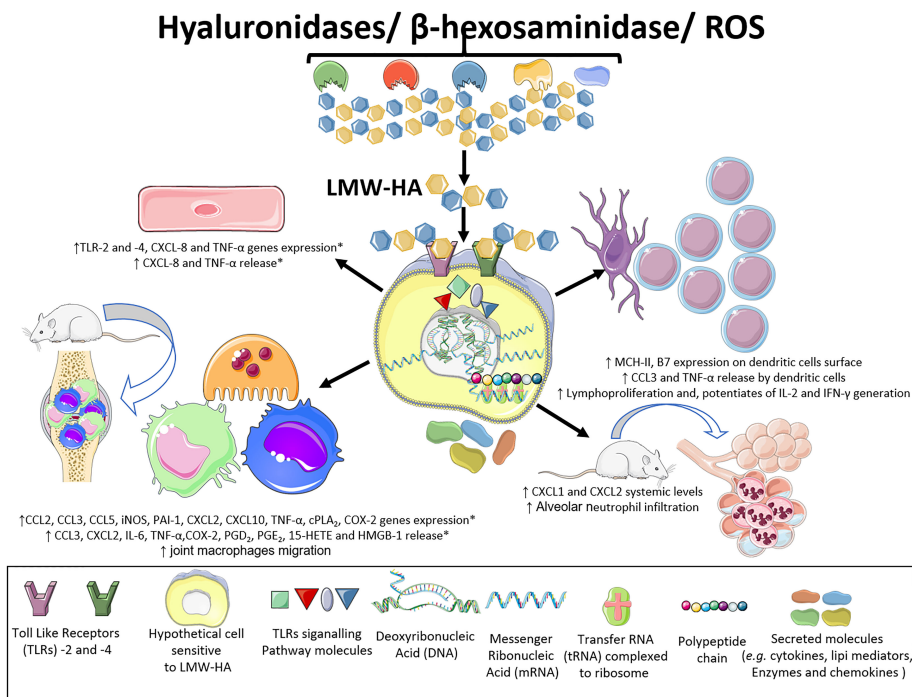 Hyaluronidases/ β-hexosaminidase/ ROS
LMW-HA
↑TLR-2 and -4, CXCL-8 and TNF-α genes expression*
↑ CXCL-8 and TNF-α release*
↑ MCH-II, B7 expression on dendritic cells surface
↑ CCL3 and TNF-α release by dendritic cells
↑ Lymphoproliferation and, potentiates of IL-2 and IFN-γ generation
↑ CXCL1 and CXCL2 systemic levels
↑ Alveolar neutrophil infiltration
↑CCL2, CCL3, CCL5, iNOS, PAI-1, CXCL2, CXCL10, TNF-α, cPLA₂, COX-2 genes expression*
↑ CCL3, CXCL2, IL-6, TNF-α,COX-2, PGD₂, PGE₂, 15-HETE and HMGB-1 release*
↑ joint macrophages migration
Toll Like Receptors
(TLRs) -2 and -4
Hypothetical cell
sensitive
to LMW-HA
TLRs siganalling
Pathway molecules
Deoxyribonucleic
Acid (DNA)
Messenger
Ribonucleic
Acid (mRNA)
Transfer RNA
(tRNA) complexed
to ribosome
Polypeptide
chain
Secreted molecules
(e.g. cytokines, lipi mediators,
Enzymes and chemokines )